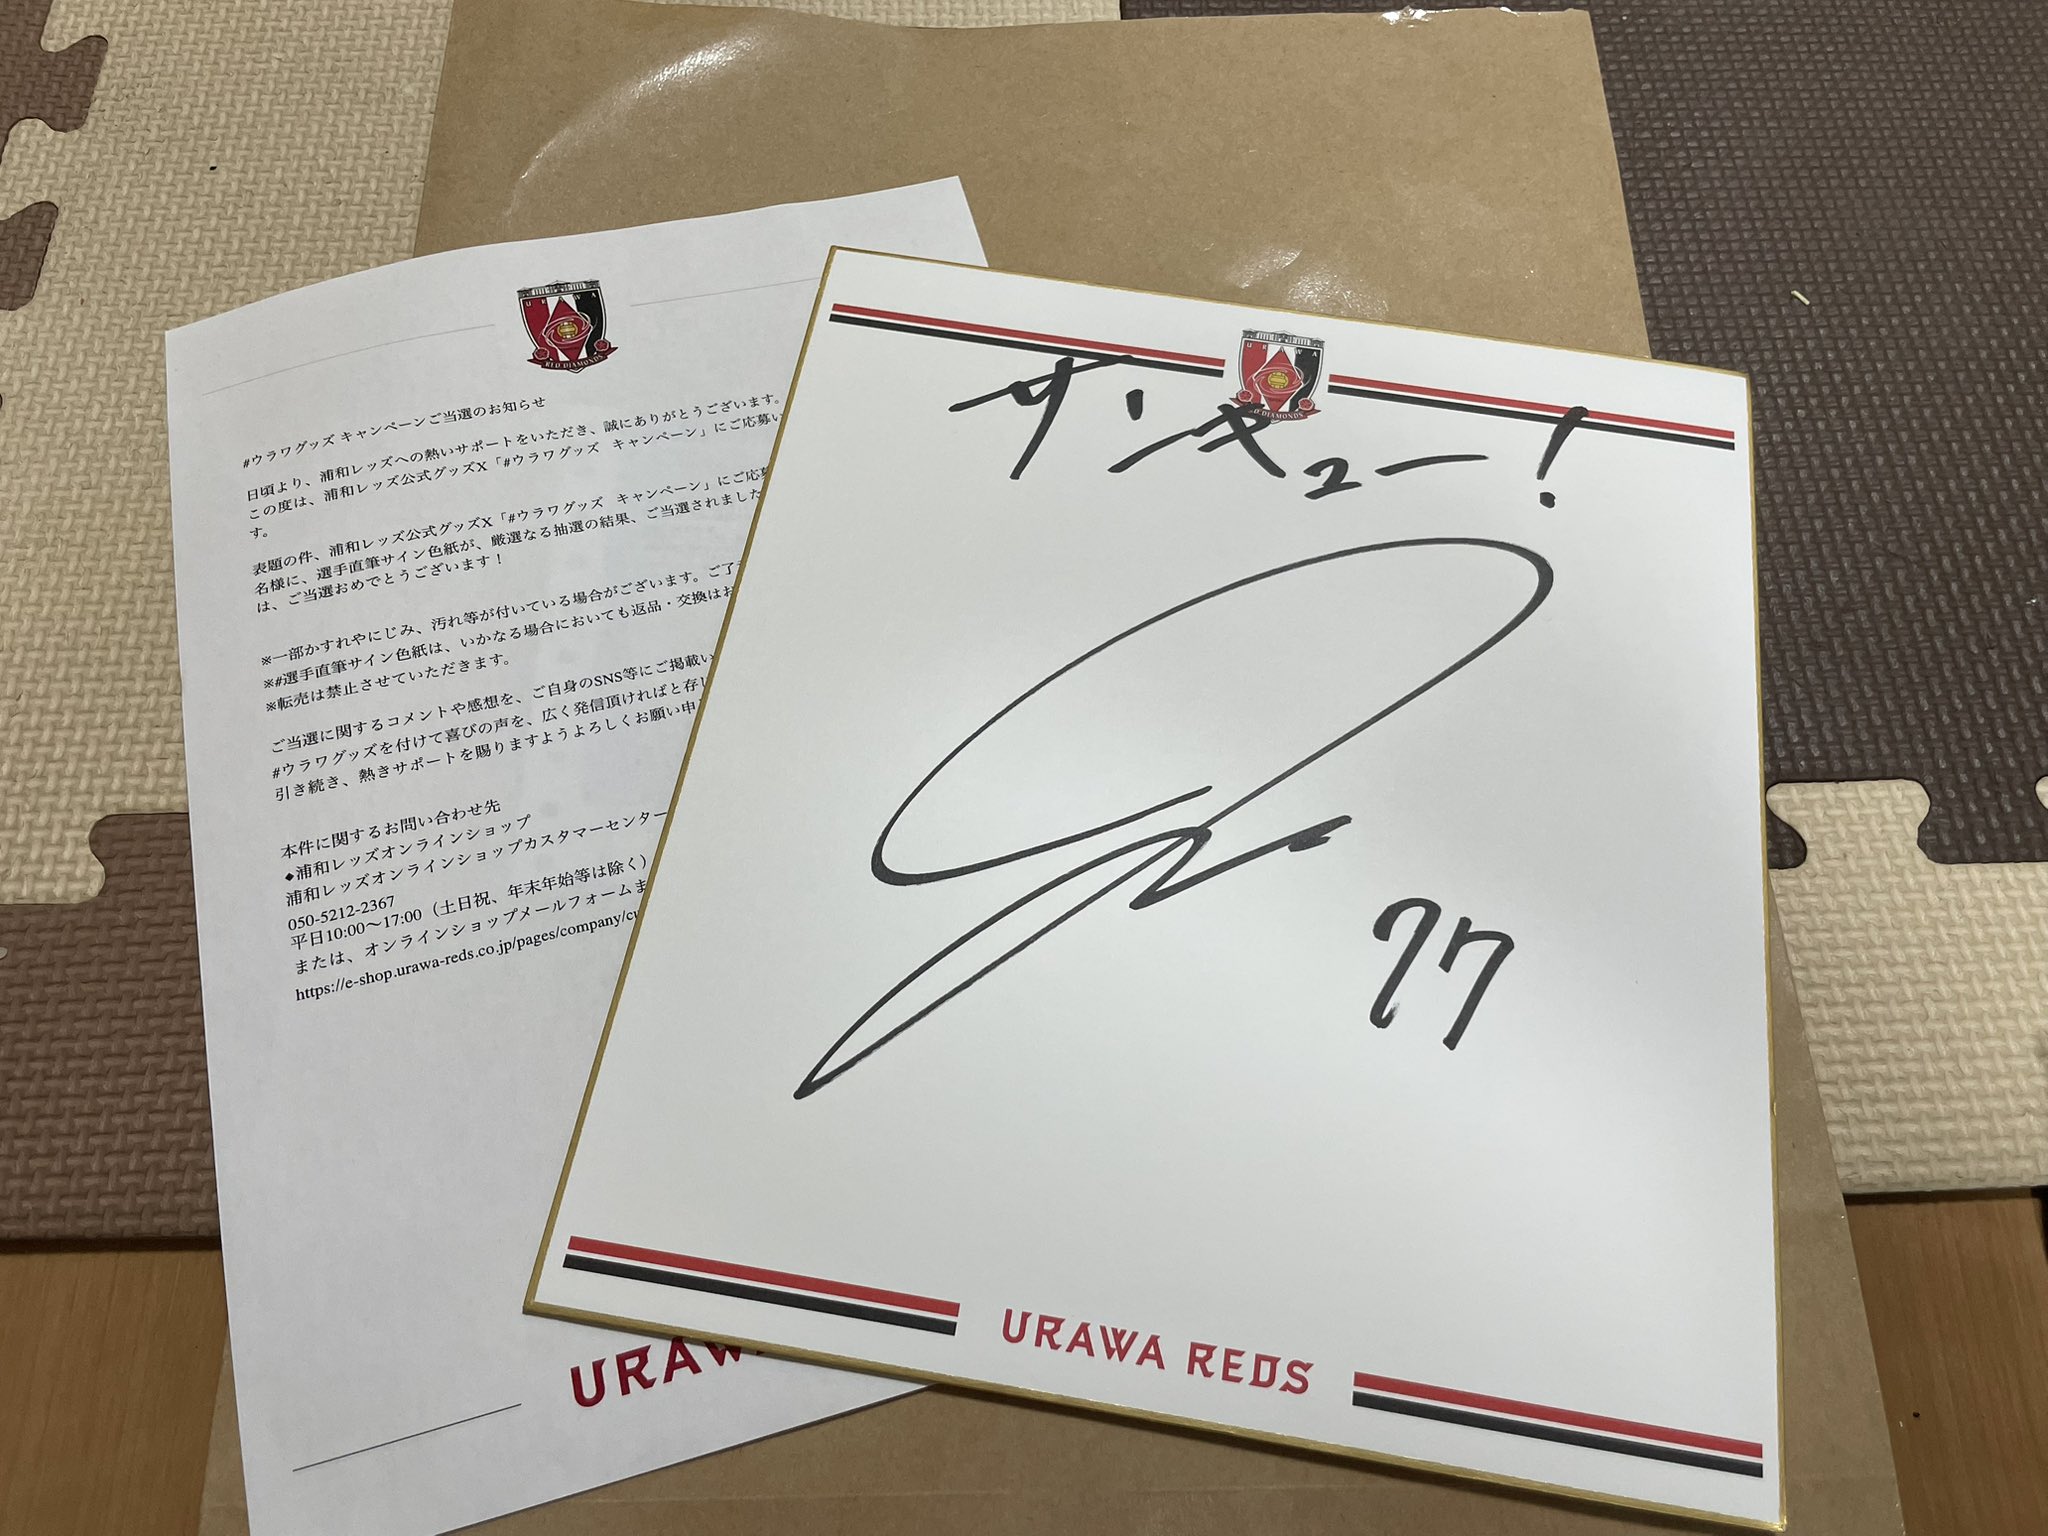 URAWA
RED DIAMONDS
#ウラワグッズ キャンペーンご当選のお知らせ
日頃より、浦和レッズへの熱いサポートをいただき、誠にありがとうございます。
この度は、浦和レッズ公式グッズX「#ウラワグッズ キャンペーン」にご応募い
す。
表題の件、浦和レッズ公式グッズX「#ウラワグッズ キャンペーン」にご応募
名様に、選手直筆サイン色紙が、厳選なる抽選の結果、ご当選されました
は、ご当選おめでとうございます！
※一部かすれやにじみ、汚れ等が付いている場合がございます。ご了
※#選手直筆サイン色紙は、いかなる場合においても返品・交換はお
※転売は禁止させていただきます。
ご当選に関するコメントや感想を、ご自身のSNS等にご掲載い
#ウラワグッズを付けて喜びの声を、広く発信頂ければと存じ
引き続き、熱きサポートを賜りますようよろしくお願い申
本件に関するお問い合わせ先
浦和レッズオンラインショップ
◆浦和レッズオンラインショップカスタマーセンター
050-5212-2367
平日10:00～17:00（土日祝、年末年始等は除く）
または、オンラインショップメールフォームま
https://e-shop.urawa-reds.co.jp/pages/company/cu
URAW
URAWA
D DIAMONDS
サンキュー！
77
URAWA REDS